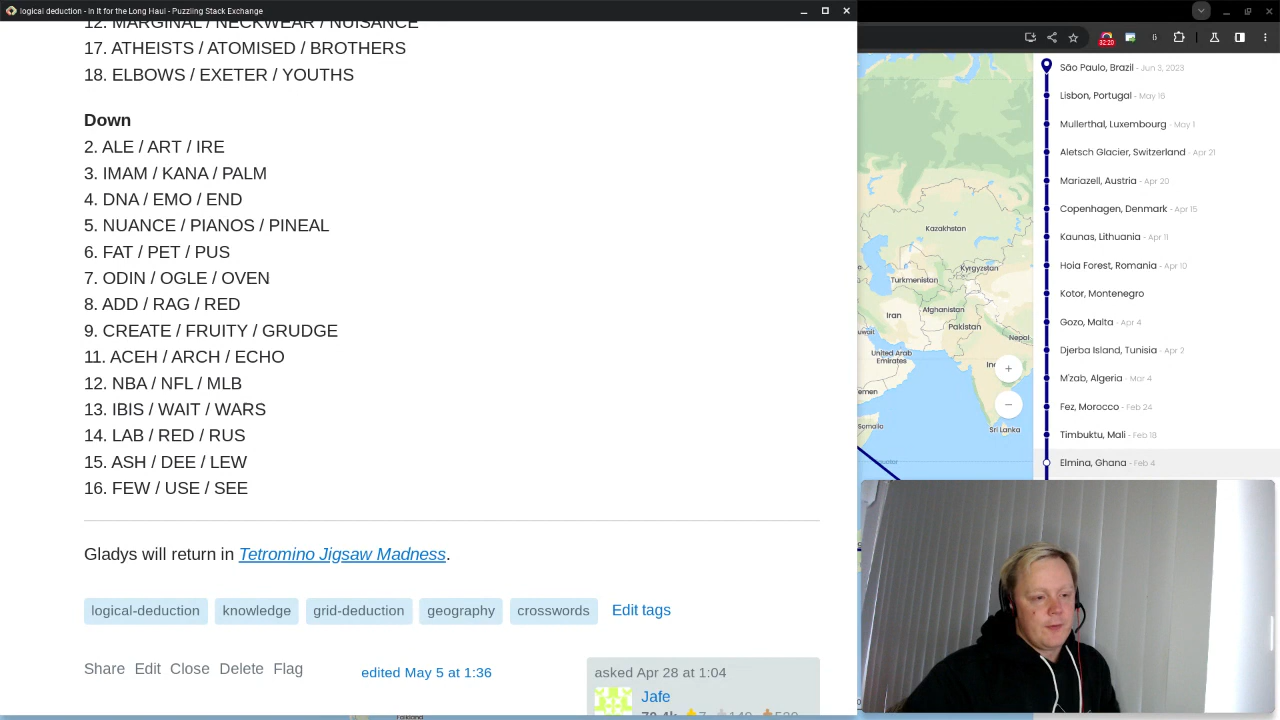 logical deduction - In It for the Long Haul - Puzzling Stack Exchange
12. MARGINAL / NECKWEAR / NUISANCE
17. ATHEISTS / ATOMISED / BROTHERS
18. ELBOWS / EXETER / YOUTHS
Down
2. ALE / ART / IRE
3. IMAM / KANA / PALM
4. DNA / EMO / END
5. NUANCE / PIANOS / PINEAL
6. FAT / PET / PUS
7. ODIN / OGLE / OVEN
8. ADD / RAG / RED
9. CREATE / FRUITY / GRUDGE
11. ACEH / ARCH / ECHO
12. NBA / NFL / MLB
13. IBIS / WAIT / WARS
14. LAB / RED / RUS
15. ASH / DEE / LEW
16. FEW / USE / SEE
Gladys will return in Tetromino Jigsaw Madness.
logical-deduction knowledge grid-deduction geography crosswords Edit tags
Share Edit Close Delete Flag
edited May 5 at 1:36
asked Apr 28 at 1:04
Jafe
Kazakhstan
Kyrgyzstan
Turkmenistan
Afghanistan
Iran
Pakistan
Nepal
United Arab
Emirates
Sri Lanka
+
−
São Paulo, Brazil - Jun 3, 2023
Lisbon, Portugal - May 16
Mullerthal, Luxembourg - May 1
Aletsch Glacier, Switzerland - Apr 21
Mariazell, Austria - Apr 20
Copenhagen, Denmark - Apr 15
Kaunas, Lithuania - Apr 11
Hoia Forest, Romania - Apr 10
Kotor, Montenegro
Gozo, Malta - Apr 4
Djerba Island, Tunisia - Apr 2
M'zab, Algeria - Mar 4
Fez, Morocco - Feb 24
Timbuktu, Mali - Feb 18
Elmina, Ghana - Feb 4